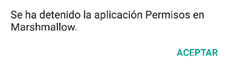 Se ha detenido la aplicación Permisos en
Marshmallow.
ACEPTAR